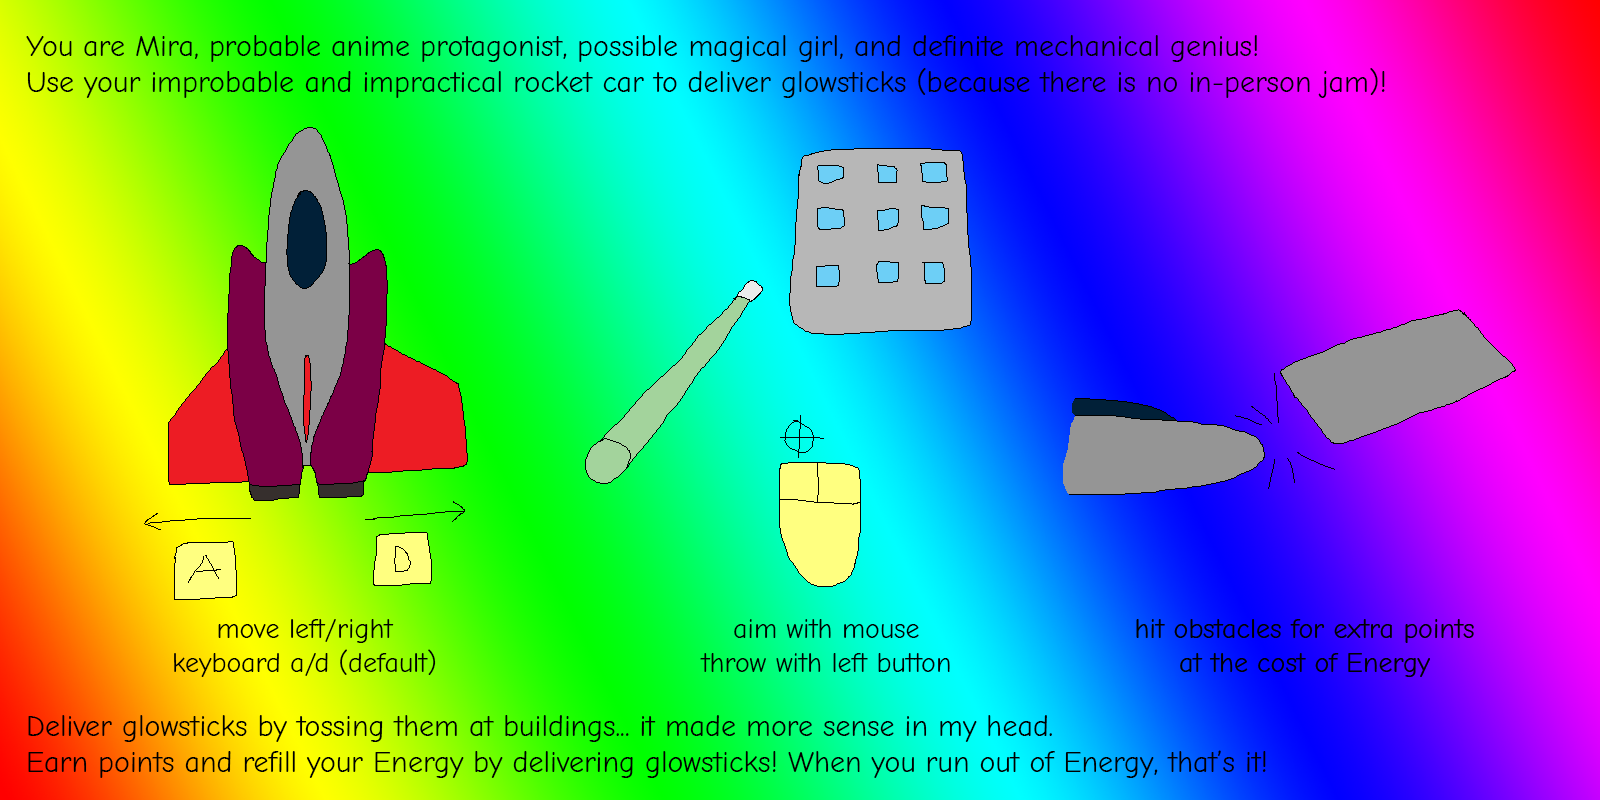 You are Mira, probable anime protagonist, possible magical girl, and definite mechanical genius!
Use your improbable and impractical rocket car to deliver glowsticks (because there is no in-person jam)!
A
D
move left/right
keyboard a/d (default)
aim with mouse
throw with left button
hit obstacles for extra points
at the cost of Energy
Deliver glowsticks by tossing them at buildings... it made more sense in my head.
Earn points and refill your Energy by delivering glowsticks! When you run out of Energy, that's it!